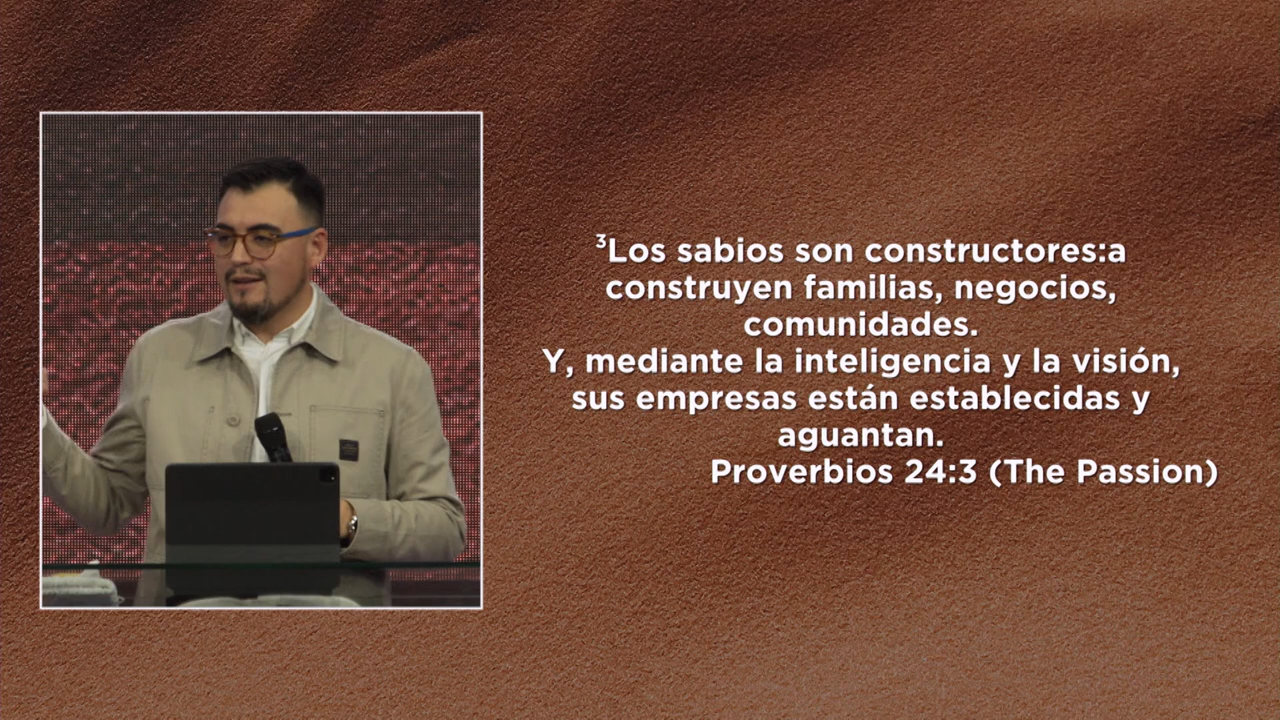 ³Los sabios son constructores:a
construyen familias, negocios,
comunidades.
Y, mediante la inteligencia y la visión,
sus empresas están establecidas y
aguantan.
Proverbios 24:3 (The Passion)